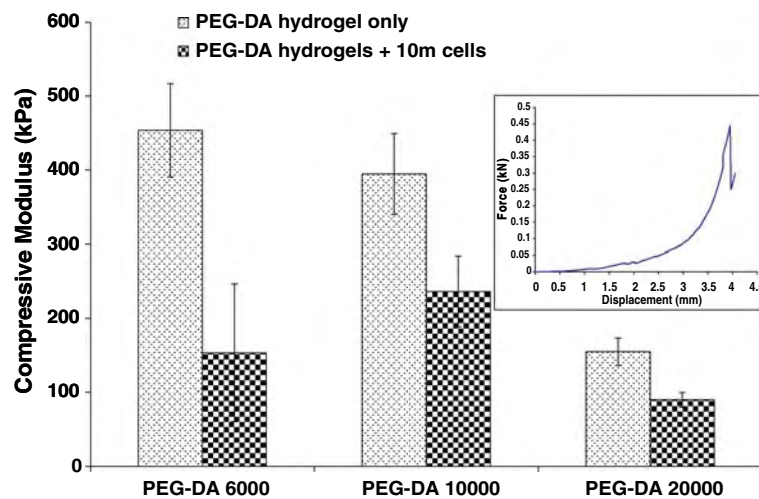 600
500
400
300
200
100
0
Compressive Modulus (kPa)
PEG-DA hydrogel only
PEG-DA hydrogels + 10m cells
0.5
0.45
0.4
0.35
0.3
0.25
0.2
0.15
0.1
0.05
0
Force (kN)
0 0.5 1 1.5 2 2.5 3 3.5 4
Displacement (mm)
PEG-DA 6000 PEG-DA 10000 PEG-DA 20000